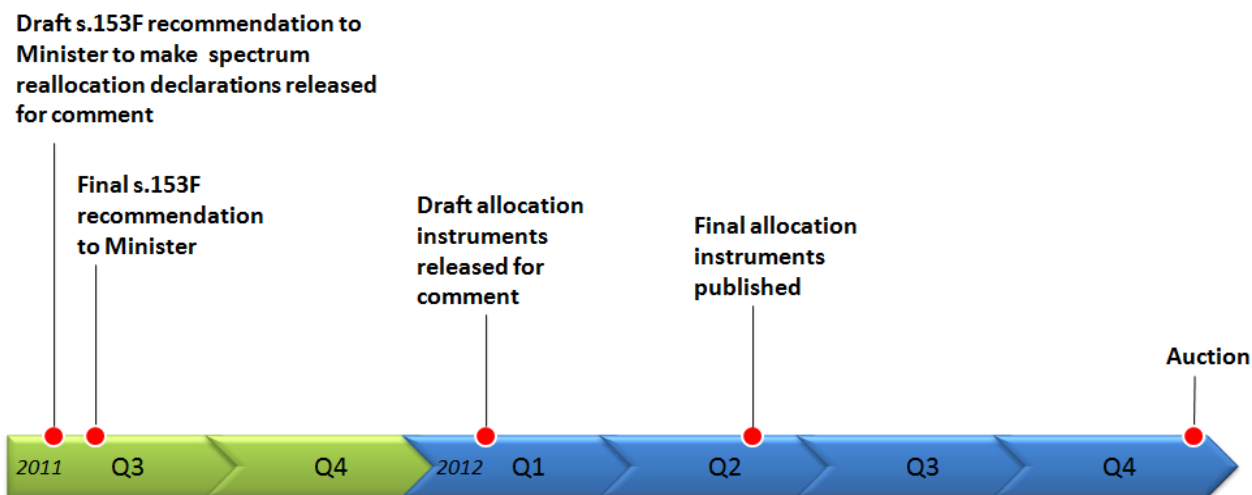 Draft s.153F recommendation to
Minister to make spectrum
reallocation declarations released
for comment
Final s.153F
recommendation
to Minister
Draft allocation
instruments
released for
comment
Final allocation
instruments
published
Auction
2011 Q3 Q4 2012 Q1 Q2 Q3 Q4